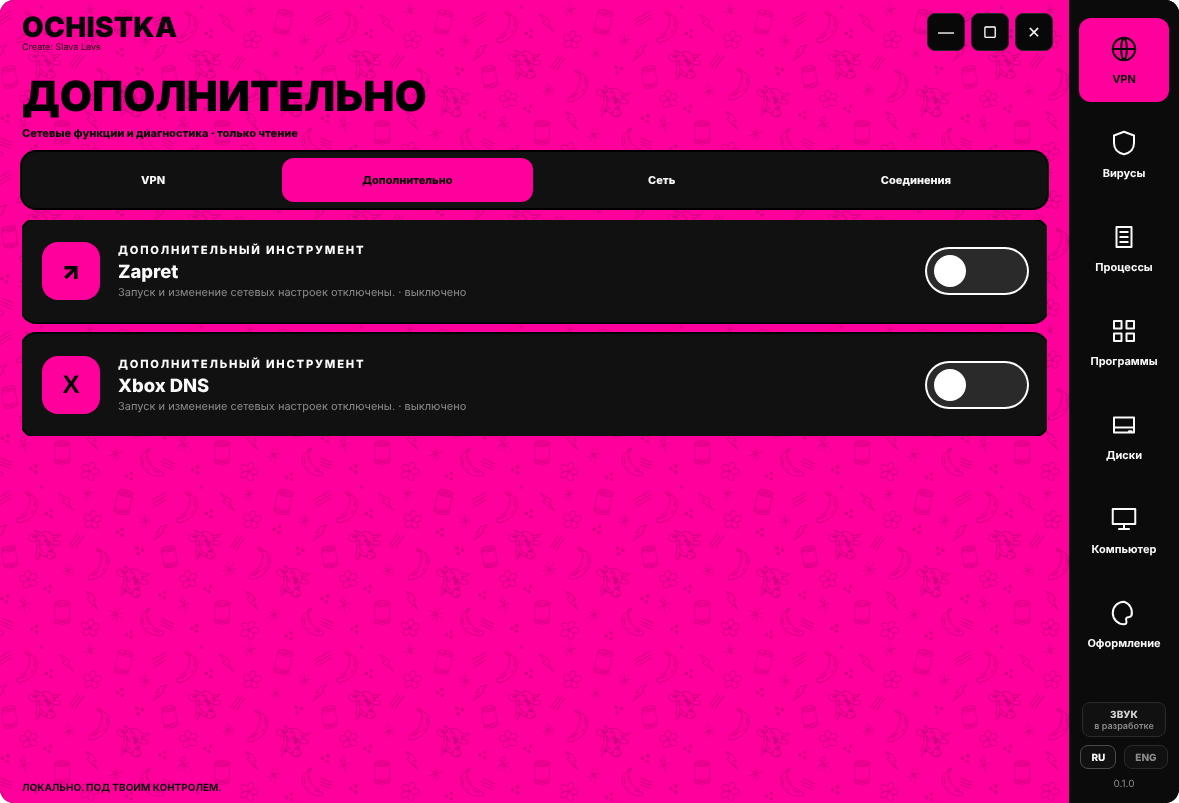 OCHISTKA
Create: Slava Lavs
ДОПОЛНИТЕЛЬНО
Сетевые функции и диагностика · только чтение
VPN
Дополнительно
Сеть
Соединения
ДОПОЛНИТЕЛЬНЫЙ ИНСТРУМЕНТ
Zapret
Запуск и изменение сетевых настроек отключены. · выключено
X
ДОПОЛНИТЕЛЬНЫЙ ИНСТРУМЕНТ
Xbox DNS
Запуск и изменение сетевых настроек отключены. · выключено
ЛОКАЛЬНО. ПОД ТВОИМ КОНТРОЛЕМ.
VPN
Вирусы
Процессы
Программы
Диски
Компьютер
Оформление
ЗВУК
в разработке
RU
ENG
0.1.0